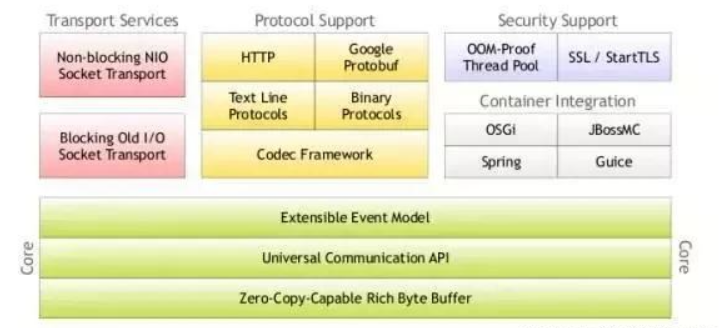 Transport Services
Non-blocking NIO
Socket Transport
Blocking Old I/O
Socket Transport
Protocol Support
HTTP
Google
Protobuf
Text Line
Protocols
Binary
Protocols
Codec Framework
Security Support
OOM-Proof
Thread Pool
SSL / StartTLS
Container Integration
OSGi
JBossMC
Spring
Guice
Core
Extensible Event Model
Universal Communication API
Zero-Copy-Capable Rich Byte Buffer
Core